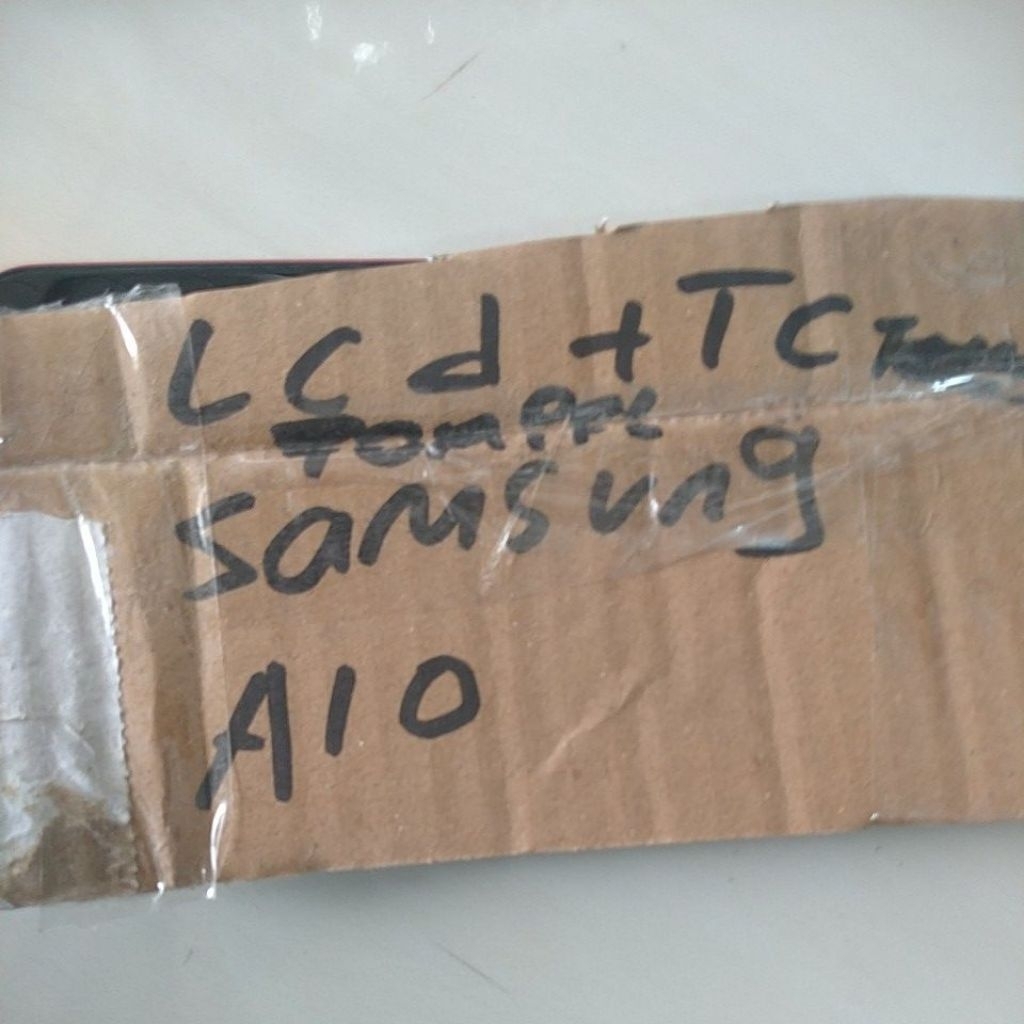 LCd + TC
SamSung
A10